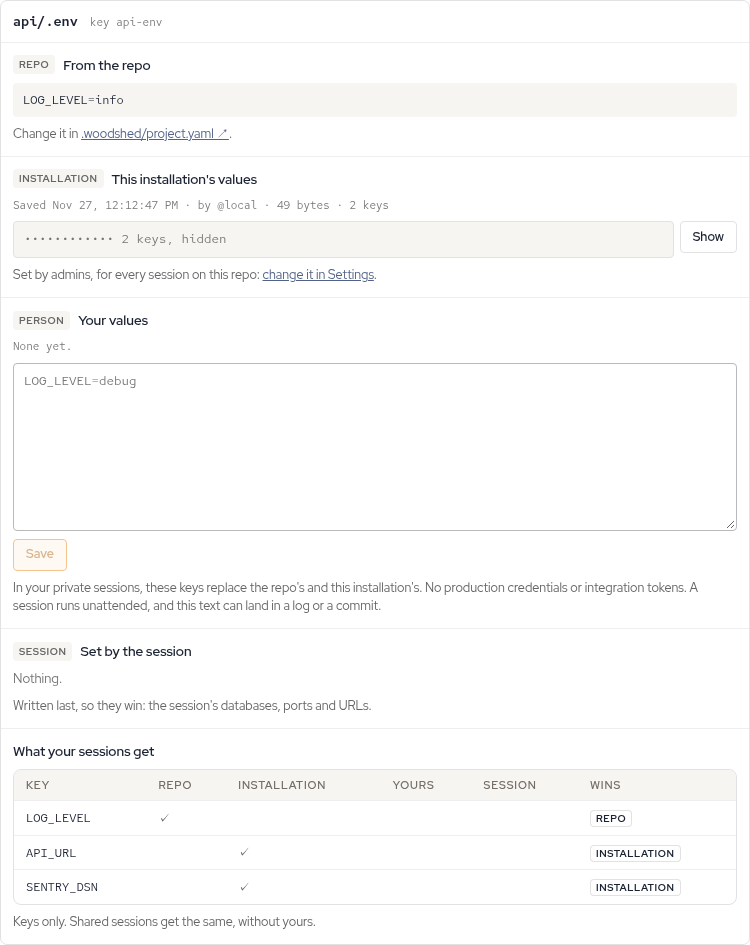 api/.env key api-env
REPO From the repo
LOG_LEVEL=info
Change it in .woodshed/project.yaml ↗.
INSTALLATION This installation's values
Saved Nov 27, 12:12:47 PM · by @local · 49 bytes · 2 keys
············ 2 keys, hidden
Show
Set by admins, for every session on this repo: change it in Settings.
PERSON Your values
None yet.
LOG_LEVEL=debug
Save
In your private sessions, these keys replace the repo's and this installation's. No production credentials or integration tokens. A
session runs unattended, and this text can land in a log or a commit.
SESSION Set by the session
Nothing.
Written last, so they win: the session's databases, ports and URLs.
What your sessions get
KEY REPO INSTALLATION YOURS SESSION WINS
LOG_LEVEL ✓ REPO
API_URL ✓ INSTALLATION
SENTRY_DSN ✓ INSTALLATION
Keys only. Shared sessions get the same, without yours.